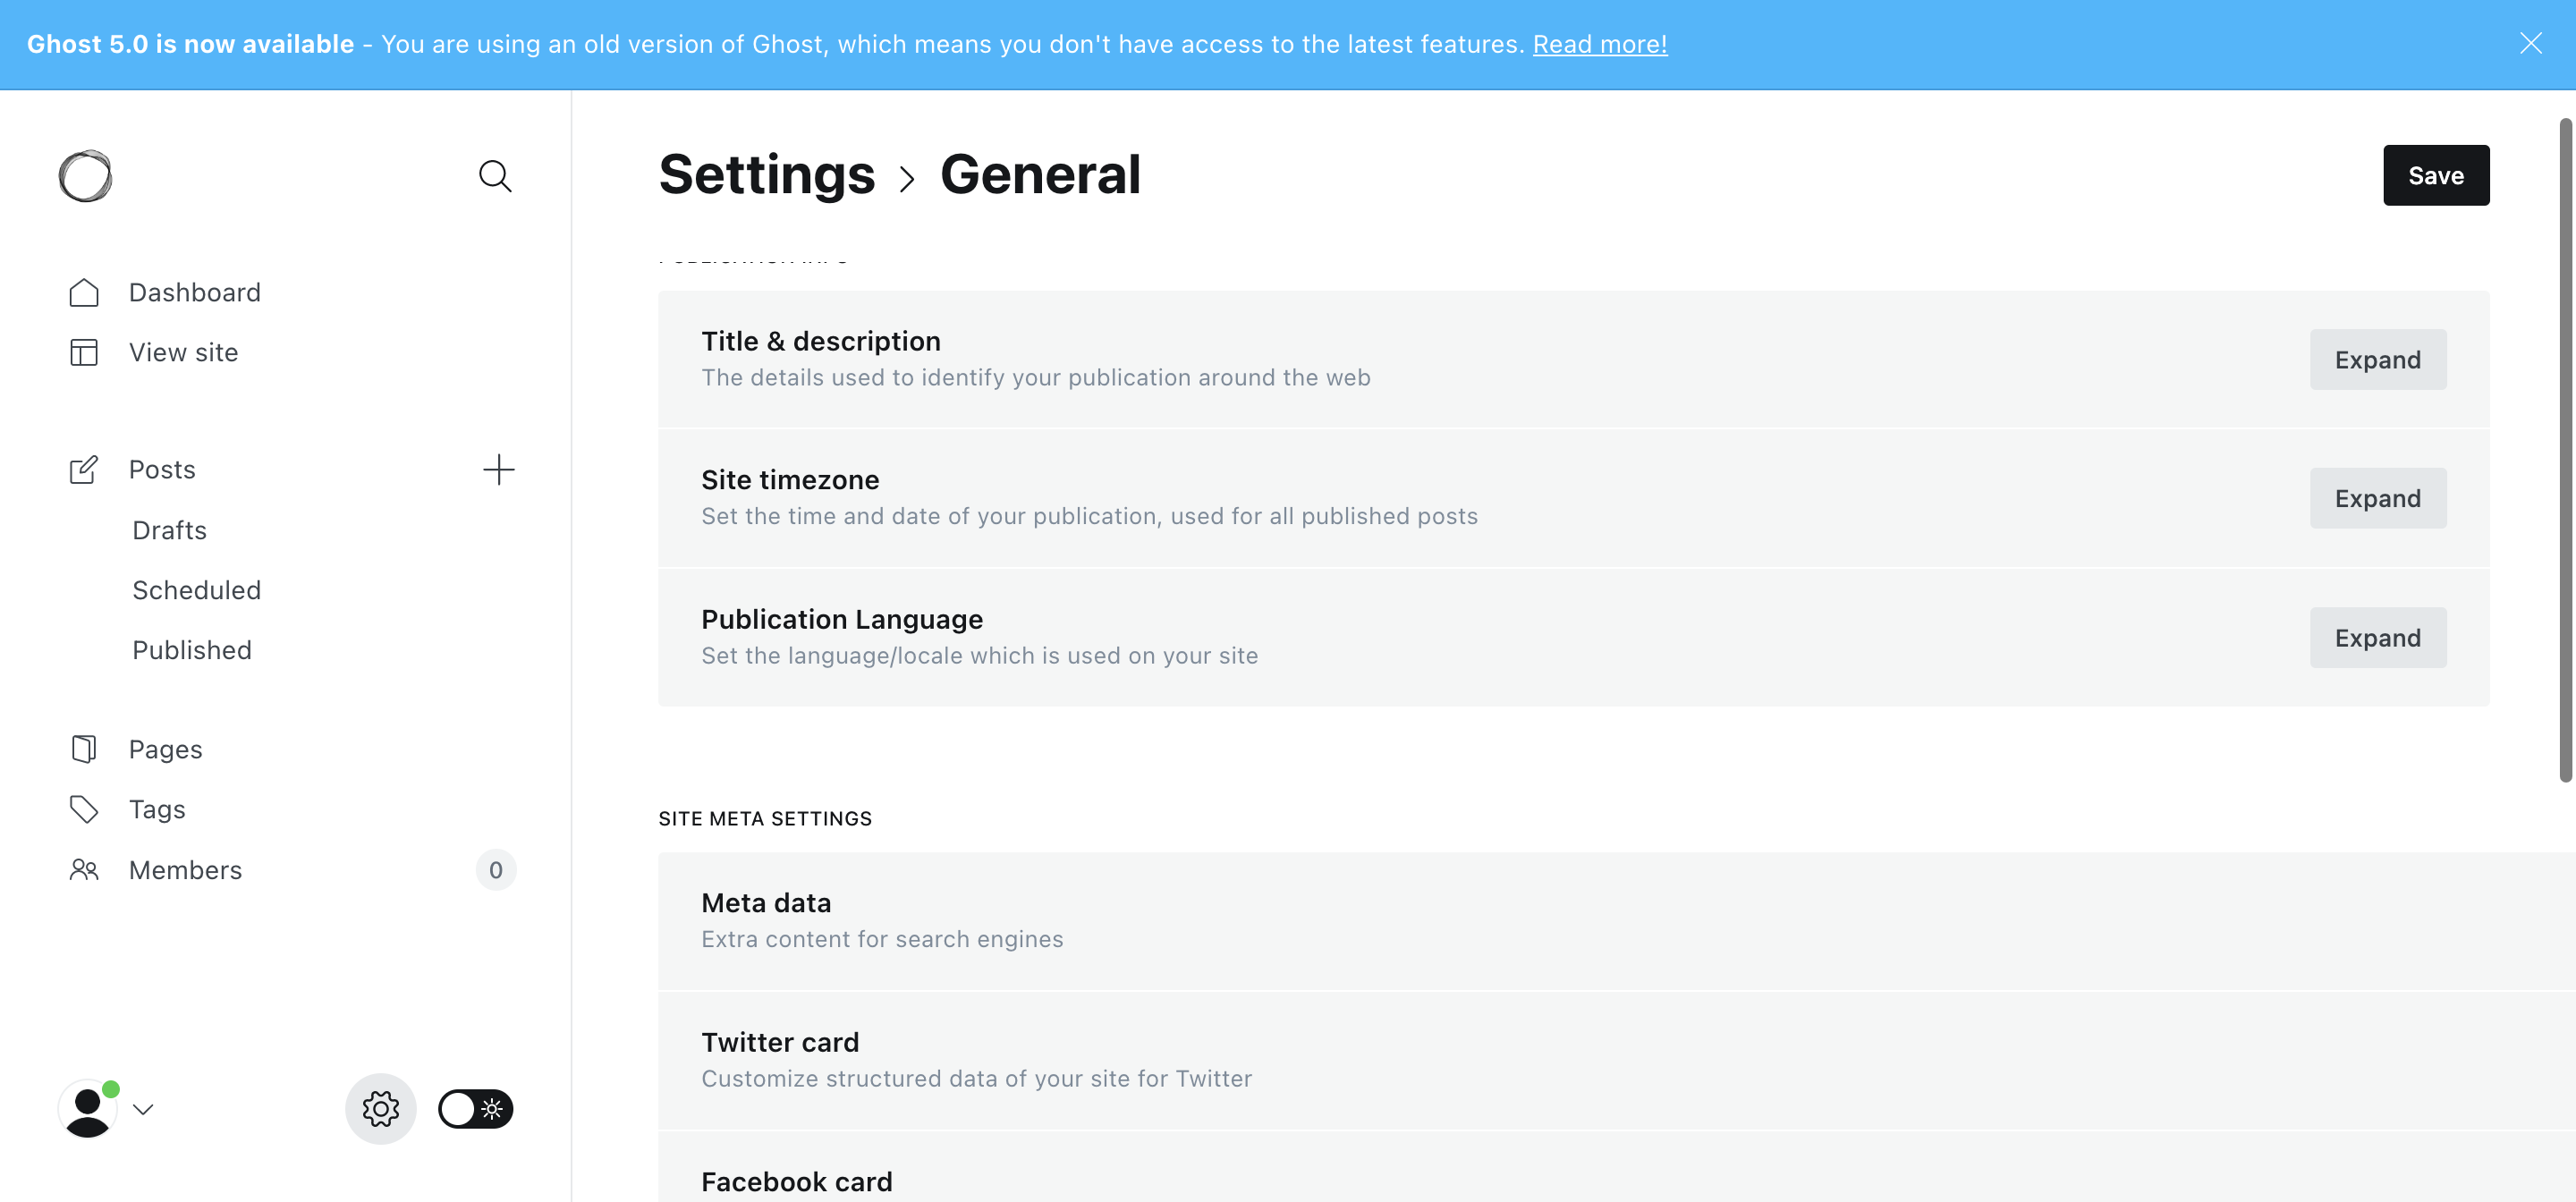 Ghost 5.0 is now available - You are using an old version of Ghost, which means you don't have access to the latest features. Read more!
Settings > General
Save
Dashboard
View site
Posts
Drafts
Scheduled
Published
Pages
Tags
Members 0
Title & description
The details used to identify your publication around the web
Expand
Site timezone
Set the time and date of your publication, used for all published posts
Expand
Publication Language
Set the language/locale which is used on your site
Expand
SITE META SETTINGS
Meta data
Extra content for search engines
Twitter card
Customize structured data of your site for Twitter
Facebook card